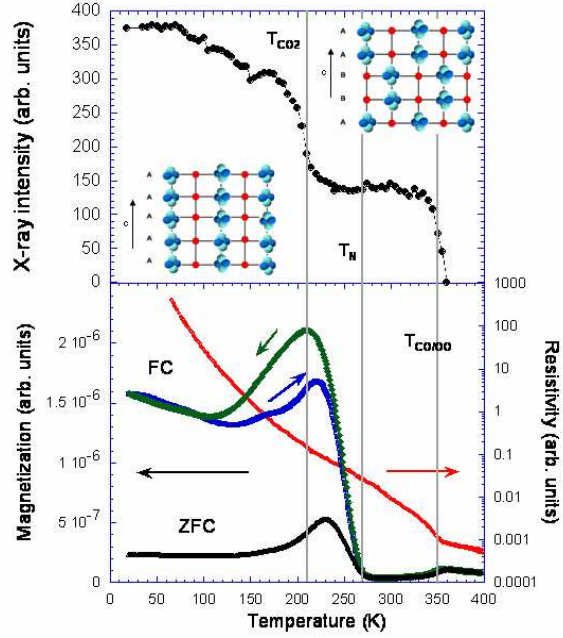 X-ray intensity (arb. units)
400
350
300
250
200
150
100
50
0
T_CO2
T_N
A
A
B
B
A
c
A
A
A
A
A
c
Magnetization (arb. units)
2 10^-6
1.5 10^-6
1 10^-6
5 10^-7
0
FC
ZFC
T_CO/OO
1000
100
10
1
0.1
0.01
0.001
0.0001
Resistivity (arb. units)
0 50 100 150 200 250 300 350 400
Temperature (K)